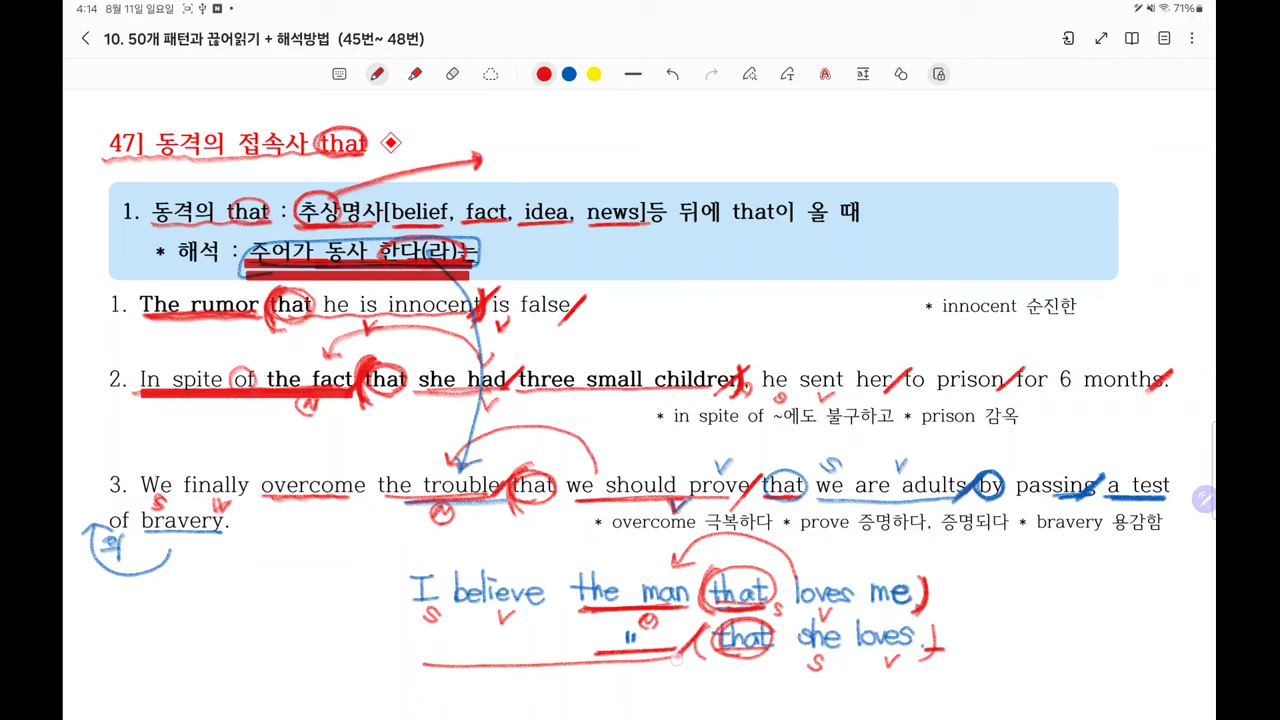 4:14 8월 11일 일요일 71%
10. 50개 패턴과 끊어읽기 + 해석방법 (45번~ 48번)
47] 동격의 접속사 that
1. 동격의 that : 추상명사[belief, fact, idea, news]등 뒤에 that이 올 때
* 해석 : 주어가 동사 한다(라)는
1. The rumor that he is innocent is false. * innocent 순진한
V V
2. In spite of the fact that she had three small children, he sent her to prison for 6 months.
N V S V
* in spite of ~에도 불구하고 * prison 감옥
V S V
3. We finally overcome the trouble that we should prove that we are adults by passing a test
S V N V
of bravery. * overcome 극복하다 * prove 증명하다, 증명되다 * bravery 용감함
의
I believe the man that loves me.
S V N S V
" that she loves.
S V